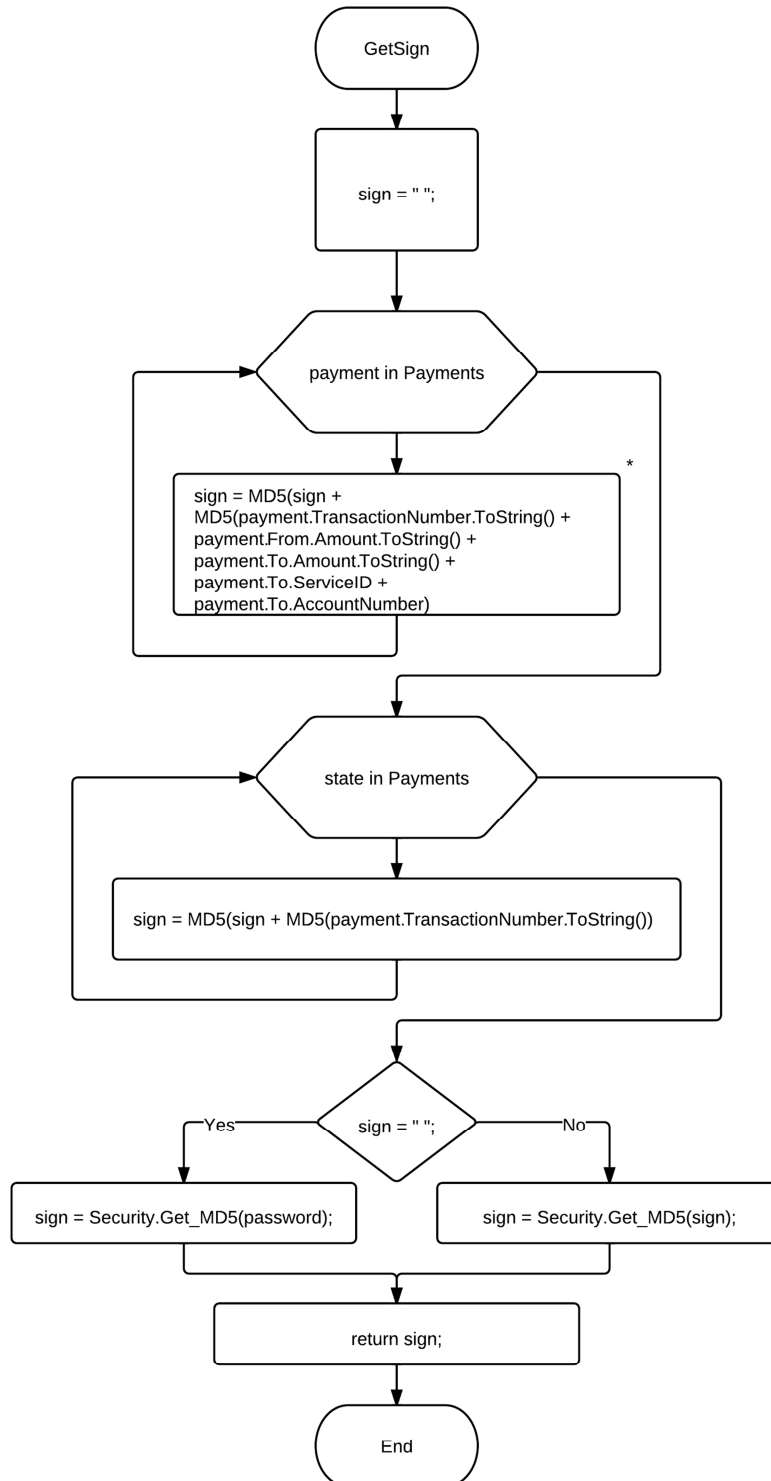 GetSign
sign = " ";
payment in Payments
*
sign = MD5(sign +
MD5(payment.TransactionNumber.ToString() +
payment.From.Amount.ToString() +
payment.To.Amount.ToString() +
payment.To.ServiceID +
payment.To.AccountNumber)
state in Payments
sign = MD5(sign + MD5(payment.TransactionNumber.ToString())
sign = " ";
Yes
No
sign = Security.Get_MD5(password);
sign = Security.Get_MD5(sign);
return sign;
End